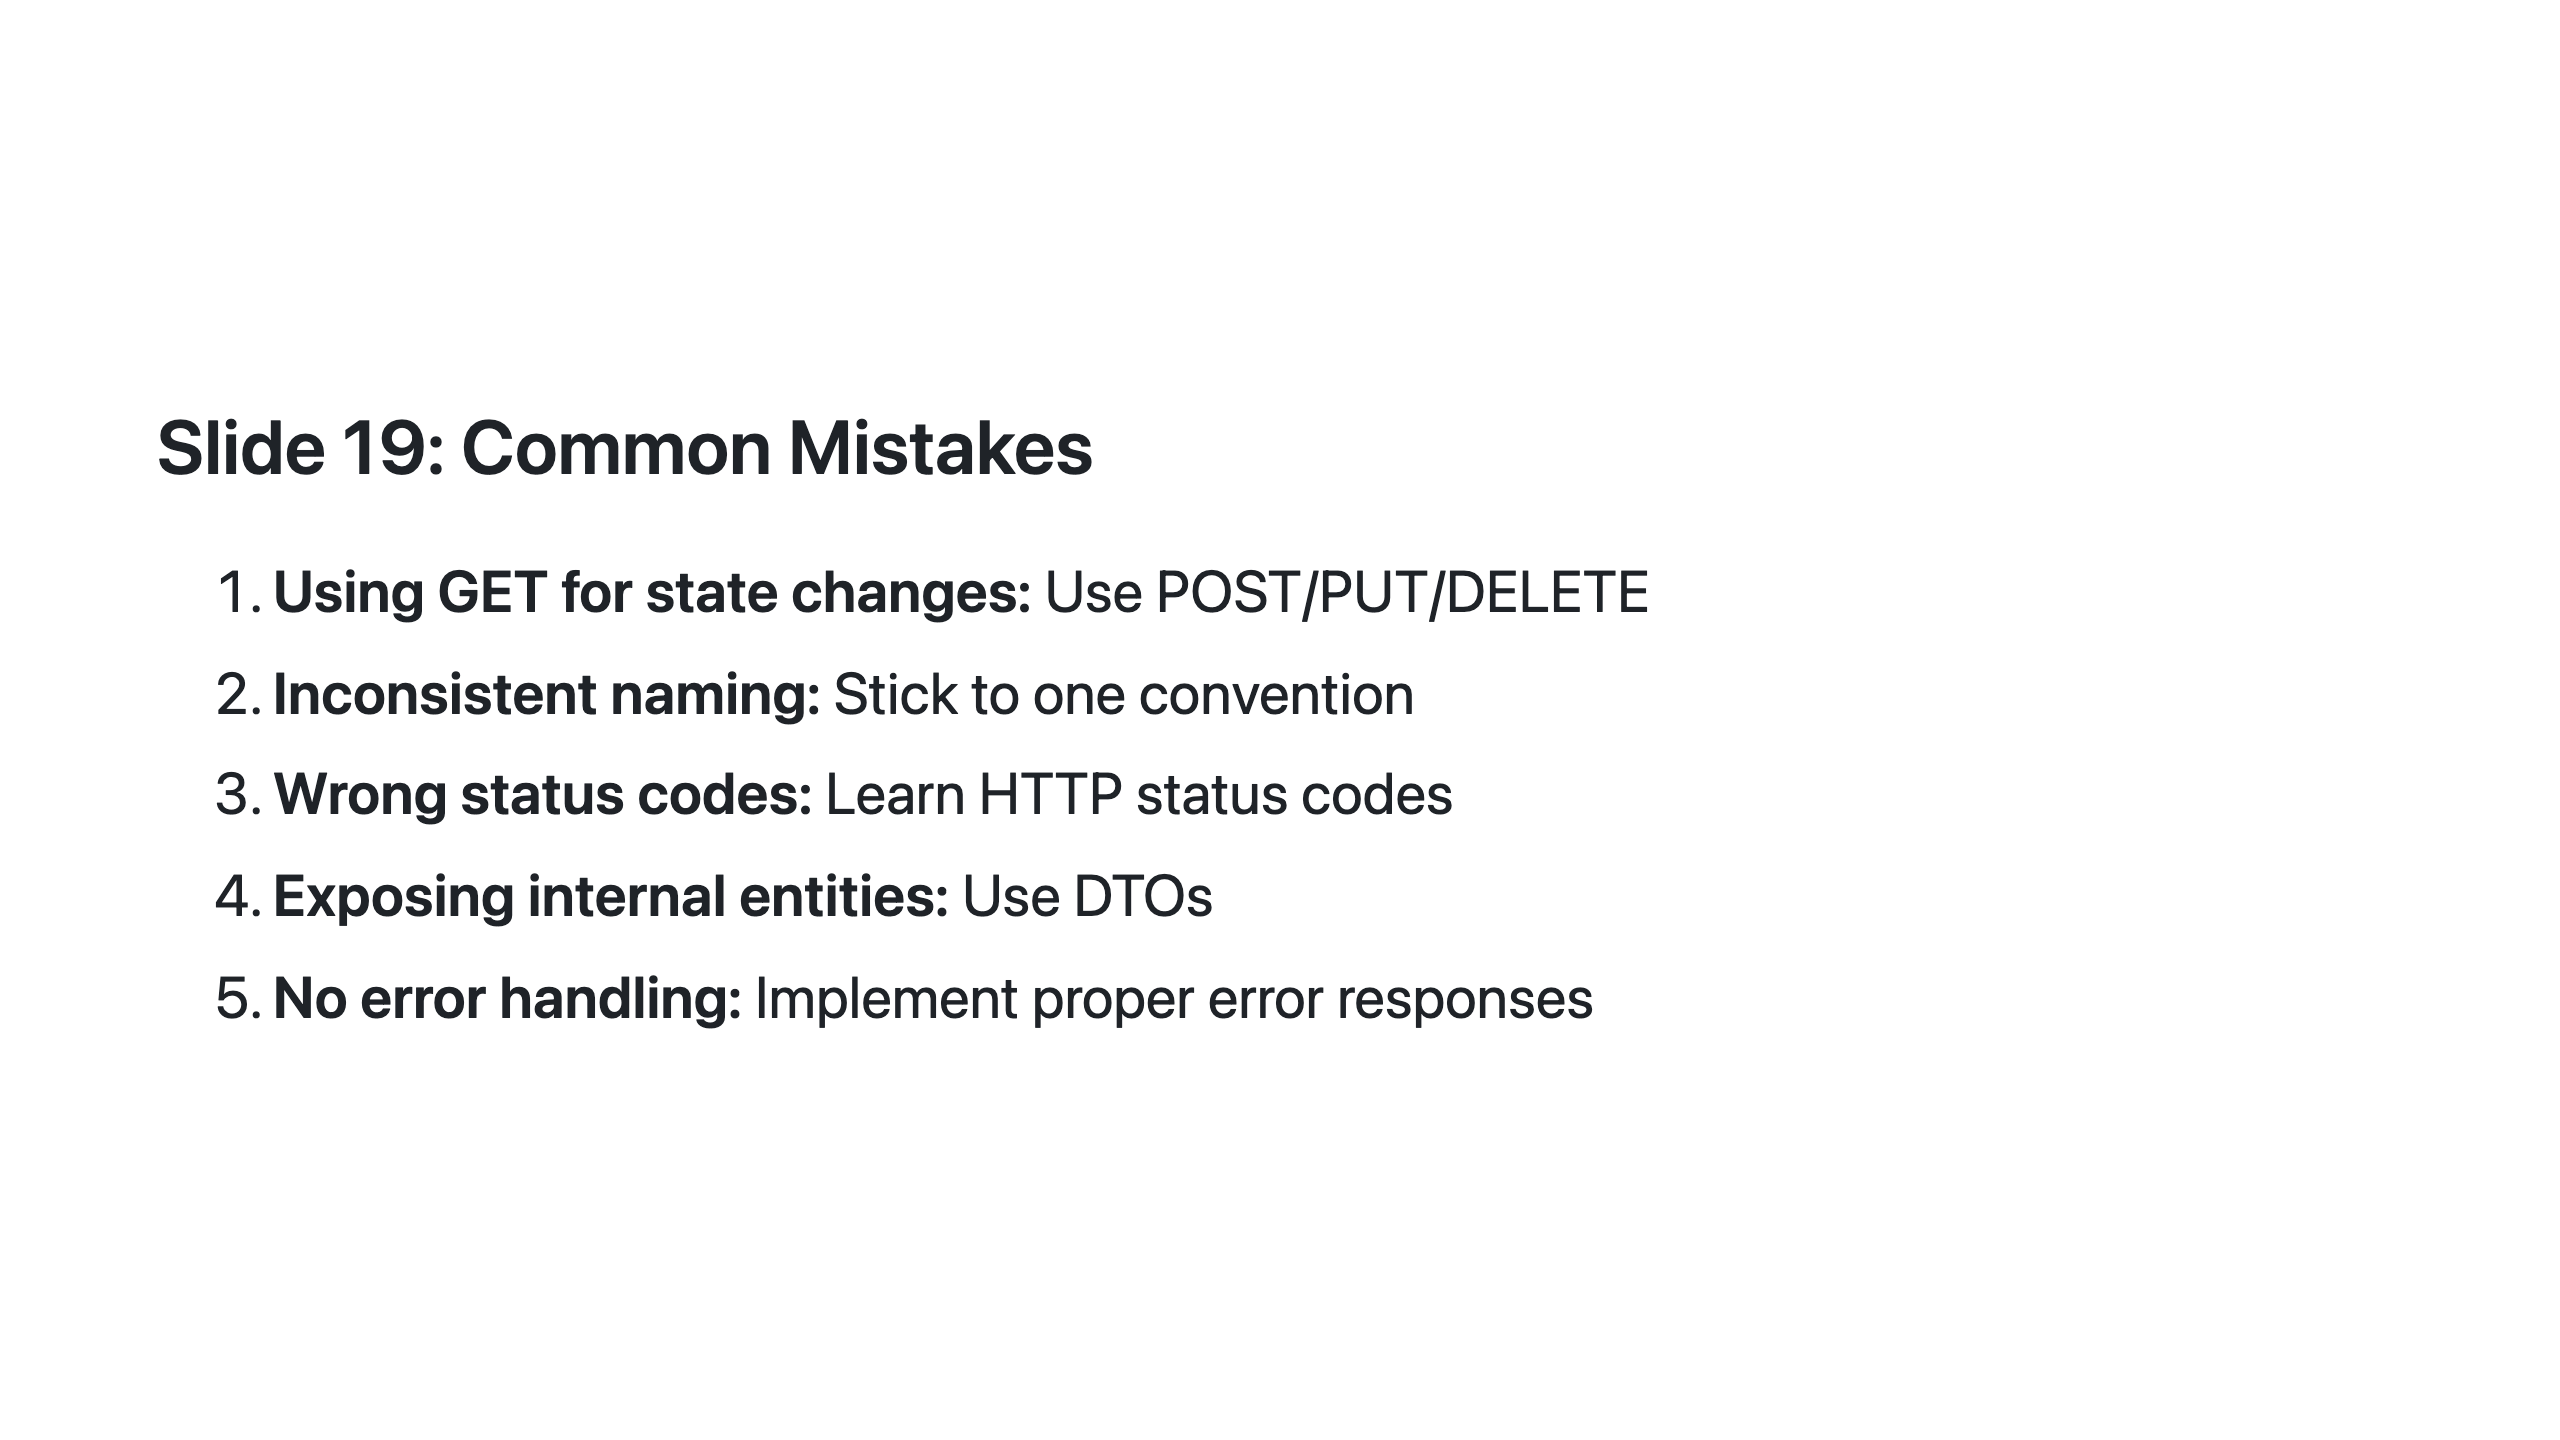 Slide 19: Common Mistakes
1. Using GET for state changes: Use POST/PUT/DELETE
2. Inconsistent naming: Stick to one convention
3. Wrong status codes: Learn HTTP status codes
4. Exposing internal entities: Use DTOs
5. No error handling: Implement proper error responses